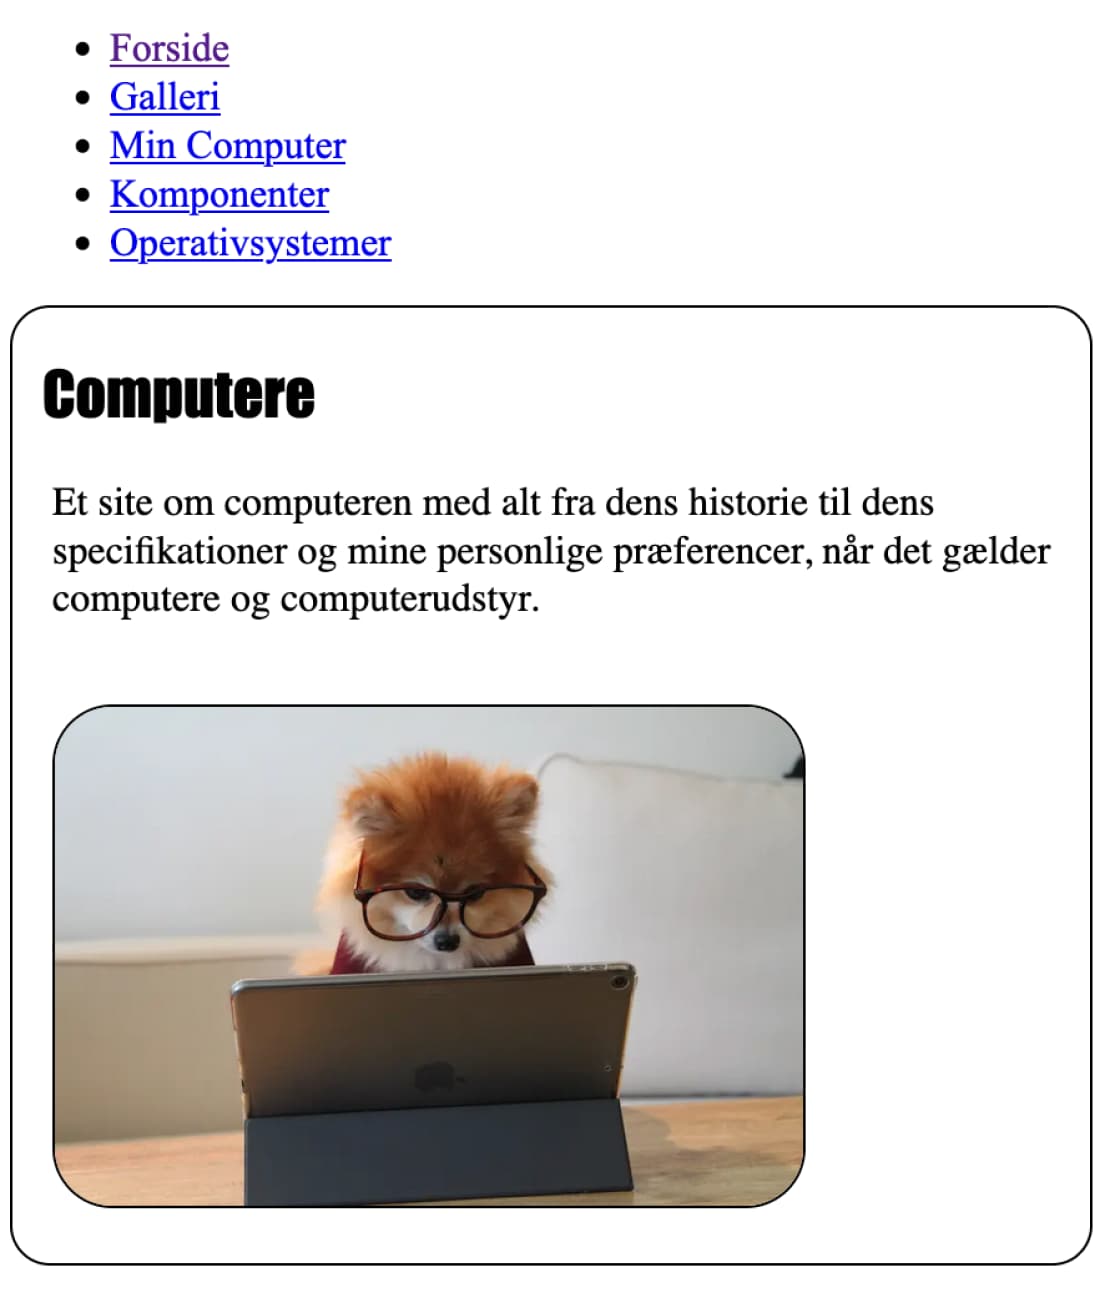 Forside
Galleri
Min Computer
Komponenter
Operativsystemer
Computere
Et site om computeren med alt fra dens historie til dens
specifikationer og mine personlige præferencer, når det gælder
computere og computerudstyr.